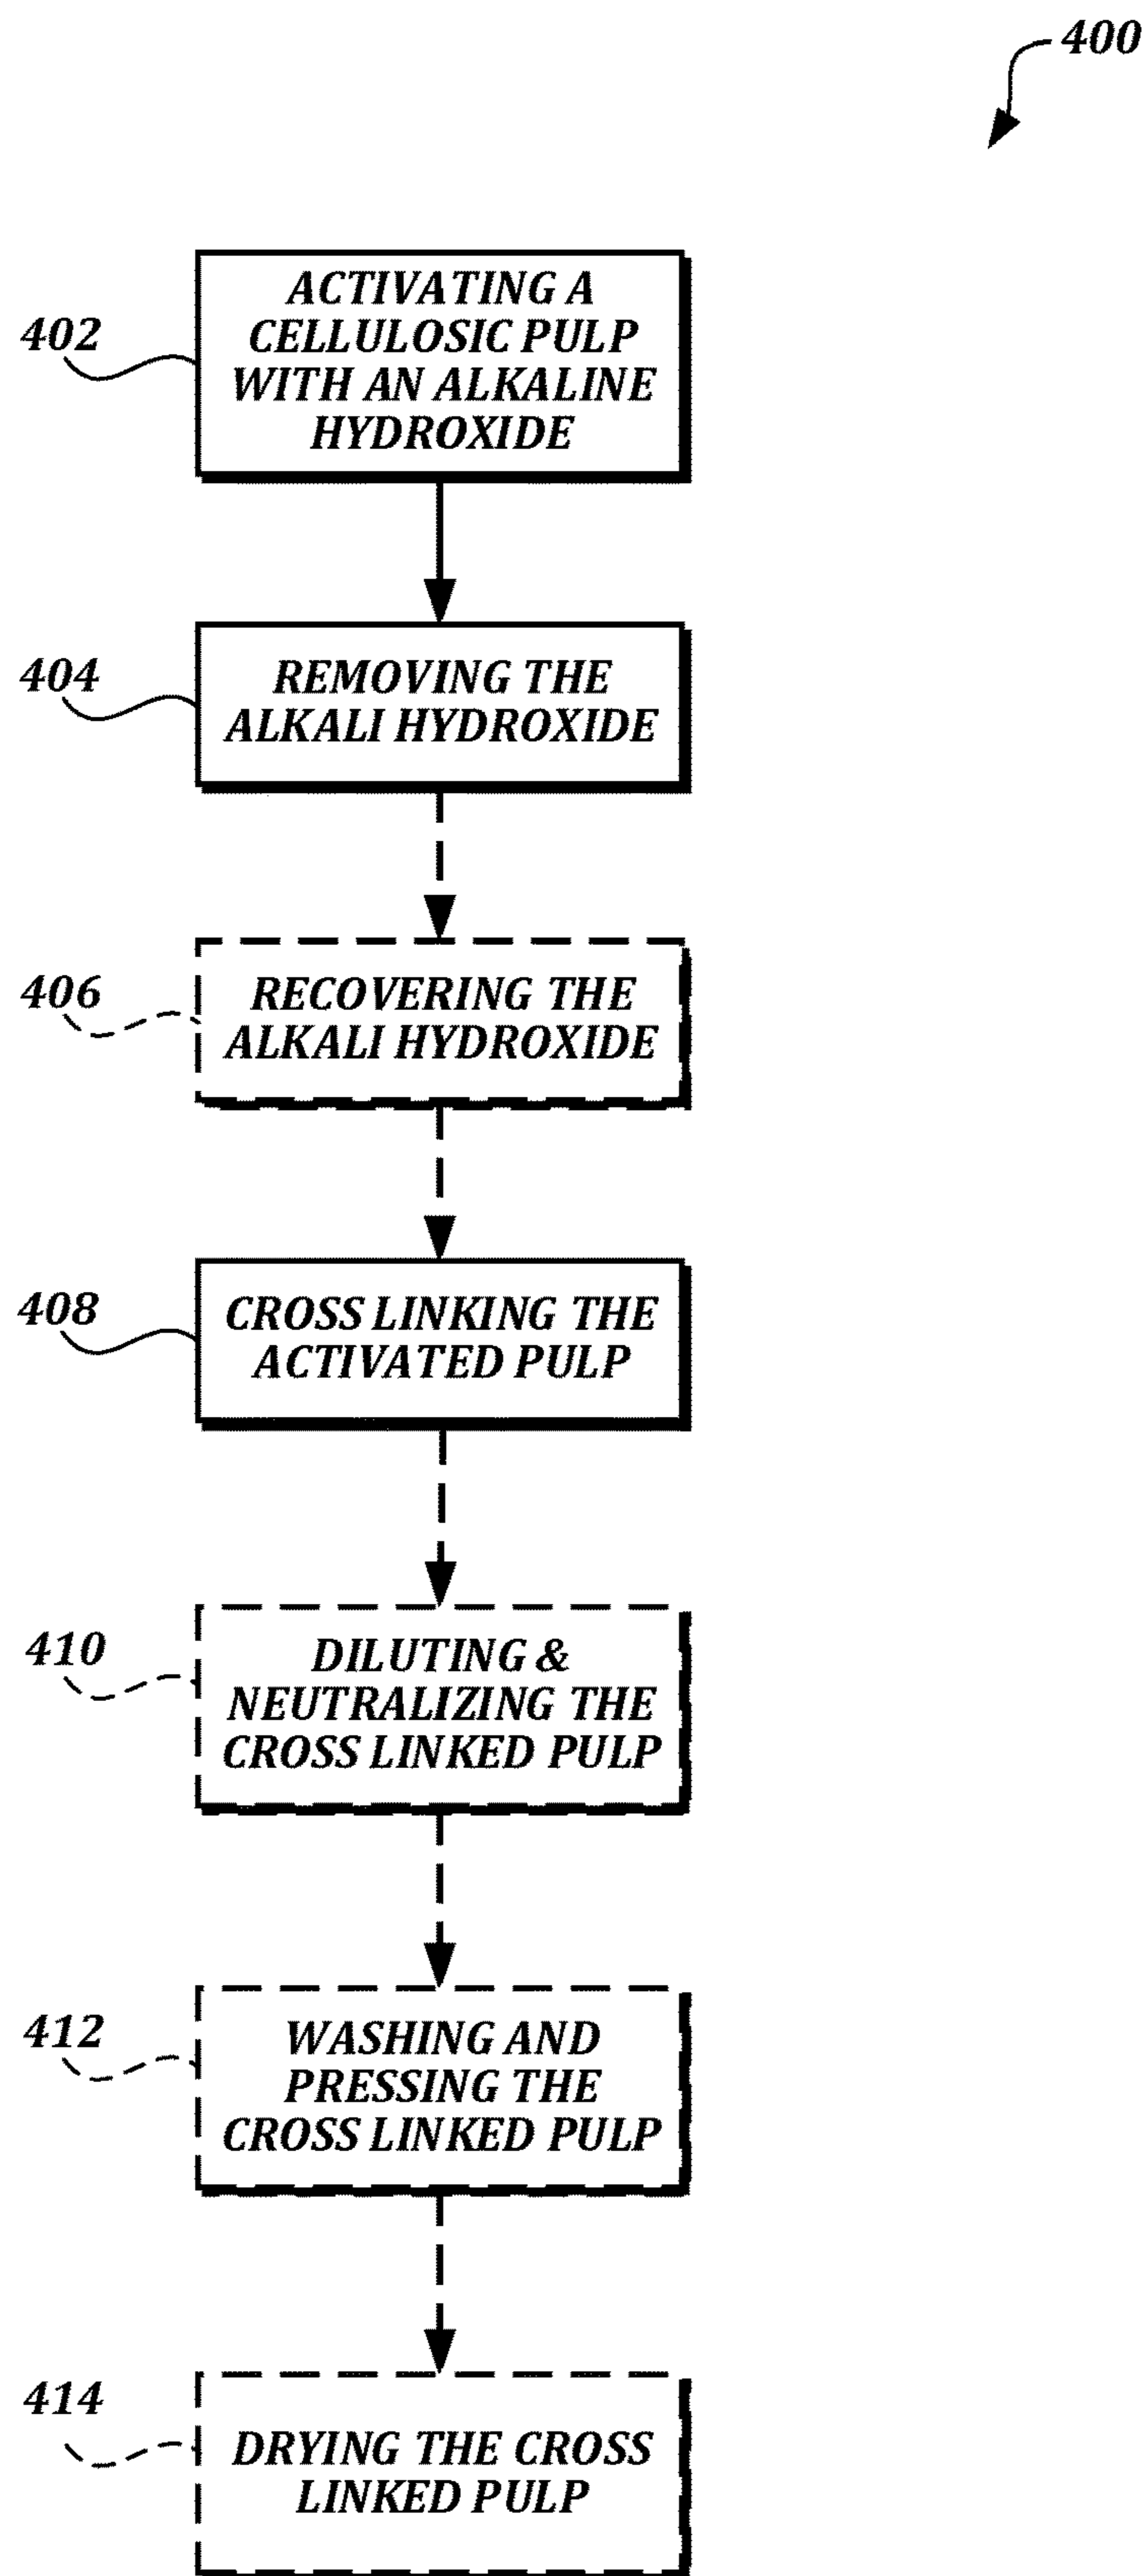 400
402
ACTIVATING A
CELLULOSIC PULP
WITH AN ALKALINE
HYDROXIDE
404
REMOVING THE
ALKALI HYDROXIDE
406
RECOVERING THE
ALKALI HYDROXIDE
408
CROSS LINKING THE
ACTIVATED PULP
410
DILUTING &
NEUTRALIZING THE
CROSS LINKED PULP
412
WASHING AND
PRESSING THE
CROSS LINKED PULP
414
DRYING THE CROSS
LINKED PULP